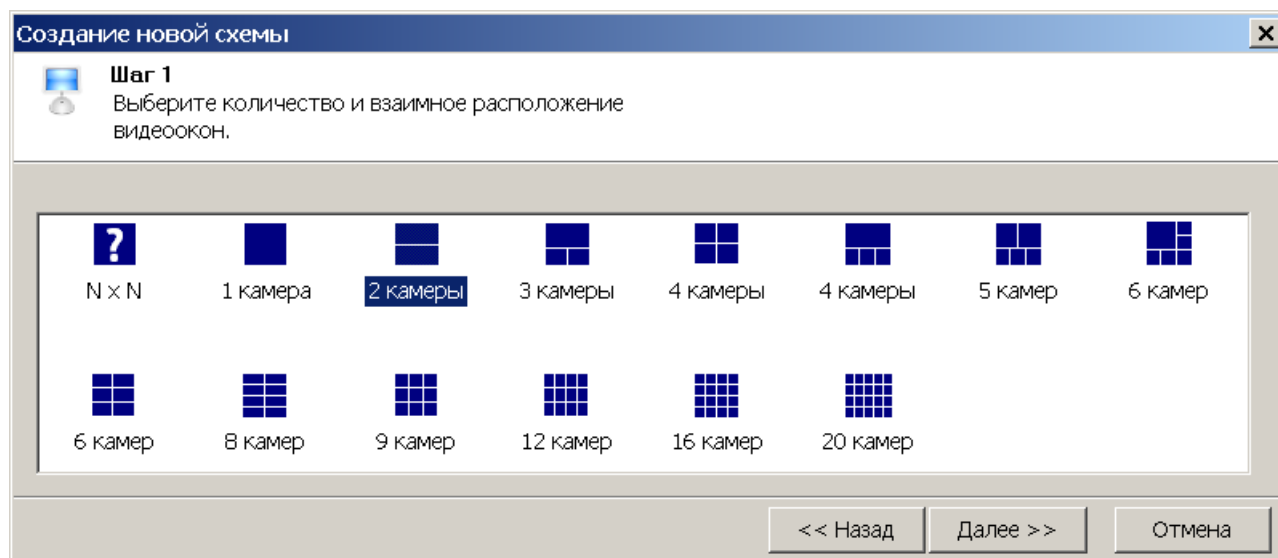 Создание новой схемы
Шаг 1
Выберите количество и взаимное расположение
видеоокон.
?
N x N
1 камера
2 камеры
3 камеры
4 камеры
4 камеры
5 камер
6 камер
6 камер
8 камер
9 камер
12 камер
16 камер
20 камер
<< Назад
Далее >>
Отмена